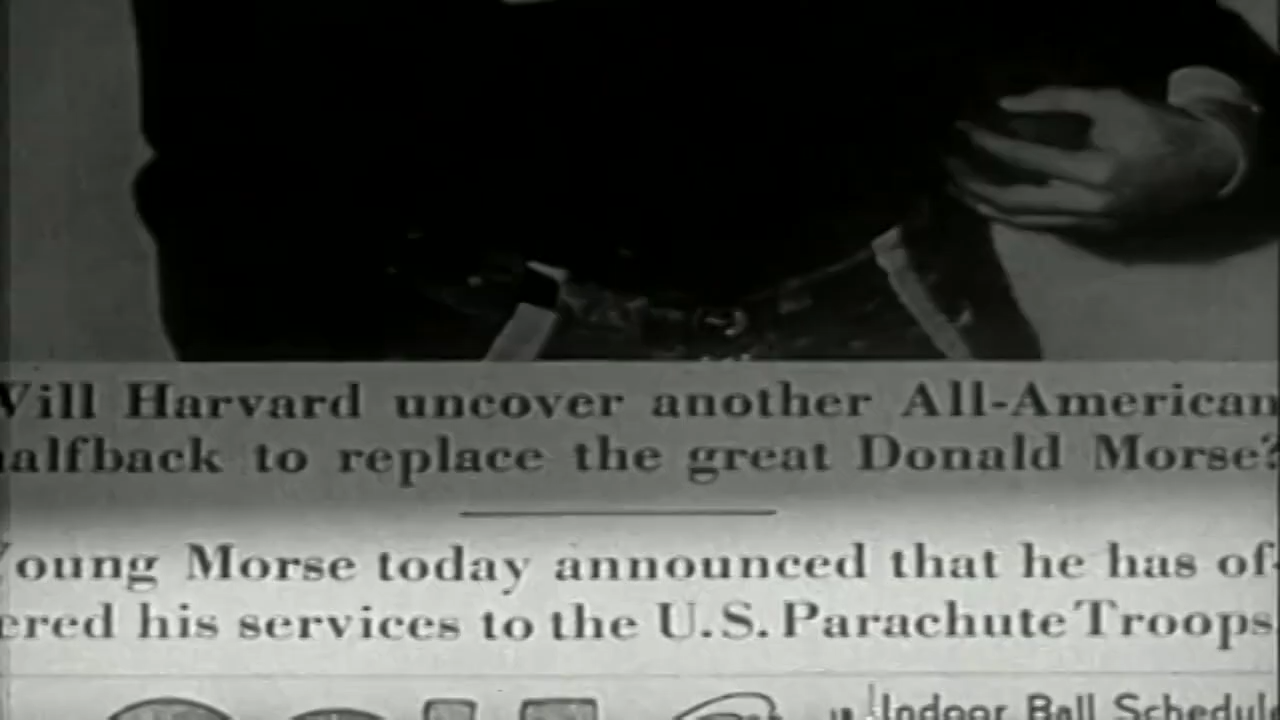 Will Harvard uncover another All-American
alfback to replace the great Donald Morse?
Young Morse today announced that he has of-
ered his services to the U.S. Parachute Troops
Indoor Ball Schedul